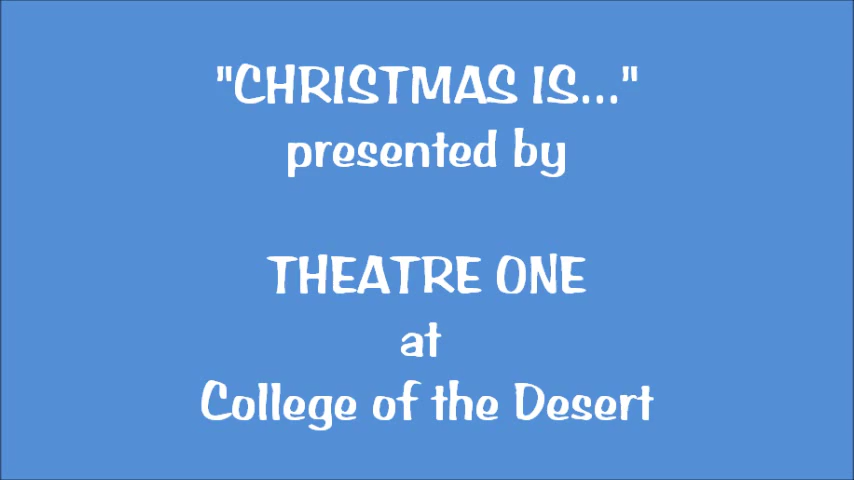 "CHRISTMAS IS..."
presented by
THEATRE ONE
at
College of the Desert